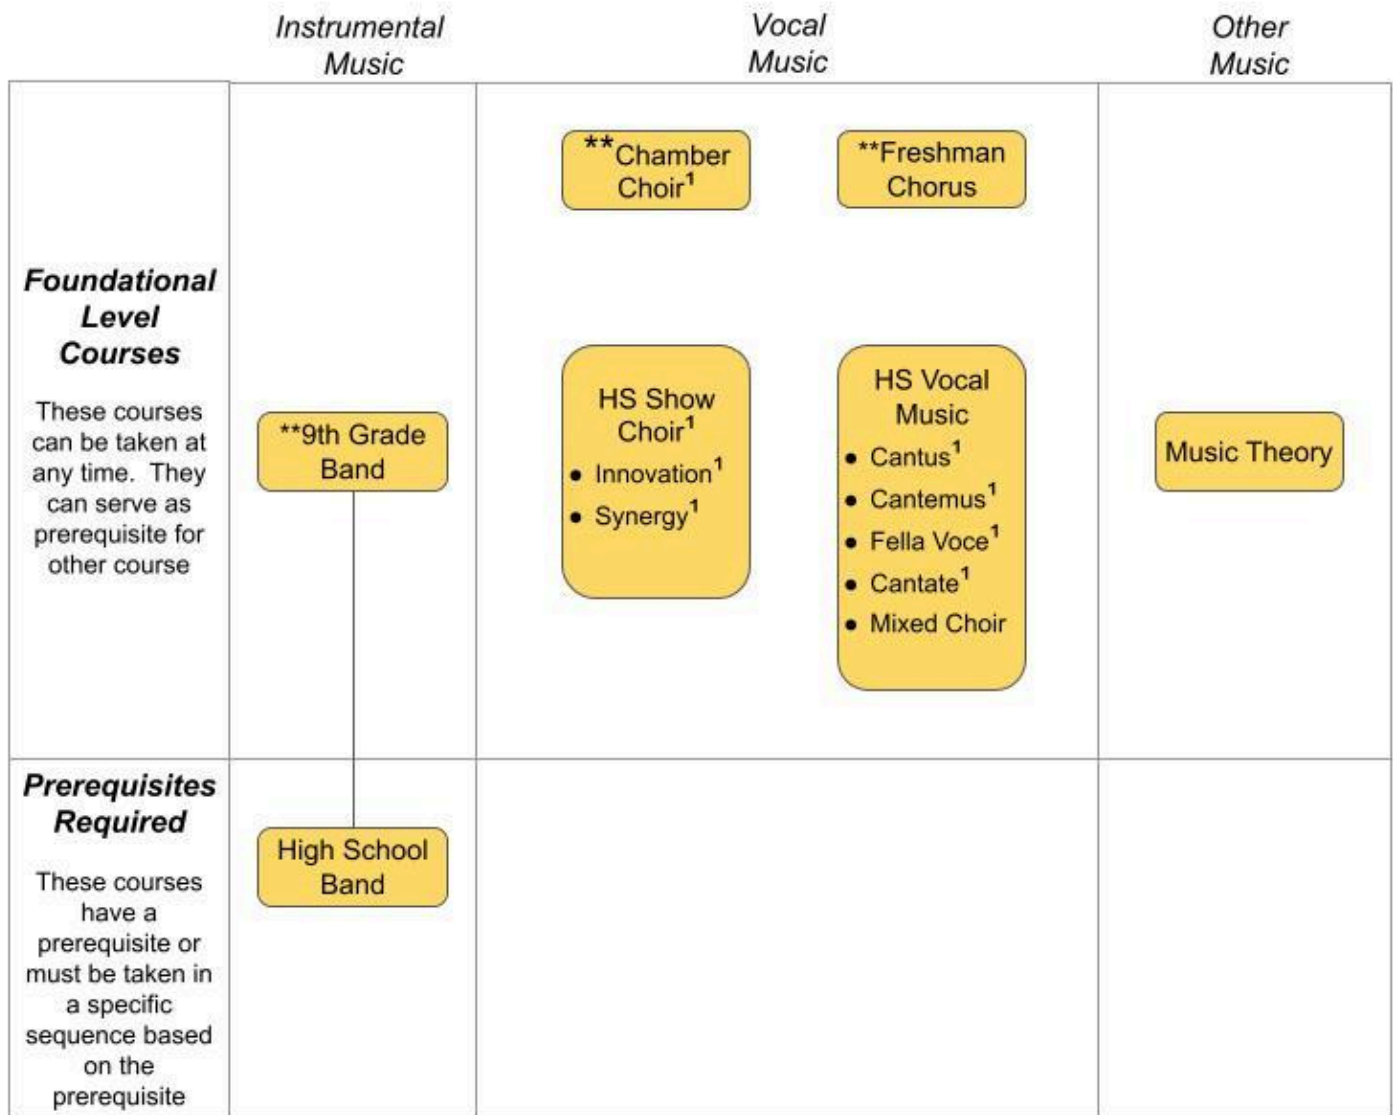 Instrumental
Music
Vocal
Music
Other
Music
Foundational
Level
Courses
These courses
can be taken at
any time. They
can serve as
prerequisite for
other course
**9th Grade
Band
**Chamber
Choir¹
**Freshman
Chorus
HS Show
Choir¹
● Innovation¹
● Synergy¹
HS Vocal
Music
● Cantus¹
● Cantemus¹
● Fella Voce¹
● Cantate¹
● Mixed Choir
Music Theory
Prerequisites
Required
These courses
have a
prerequisite or
must be taken in
a specific
sequence based
on the
prerequisite
High School
Band